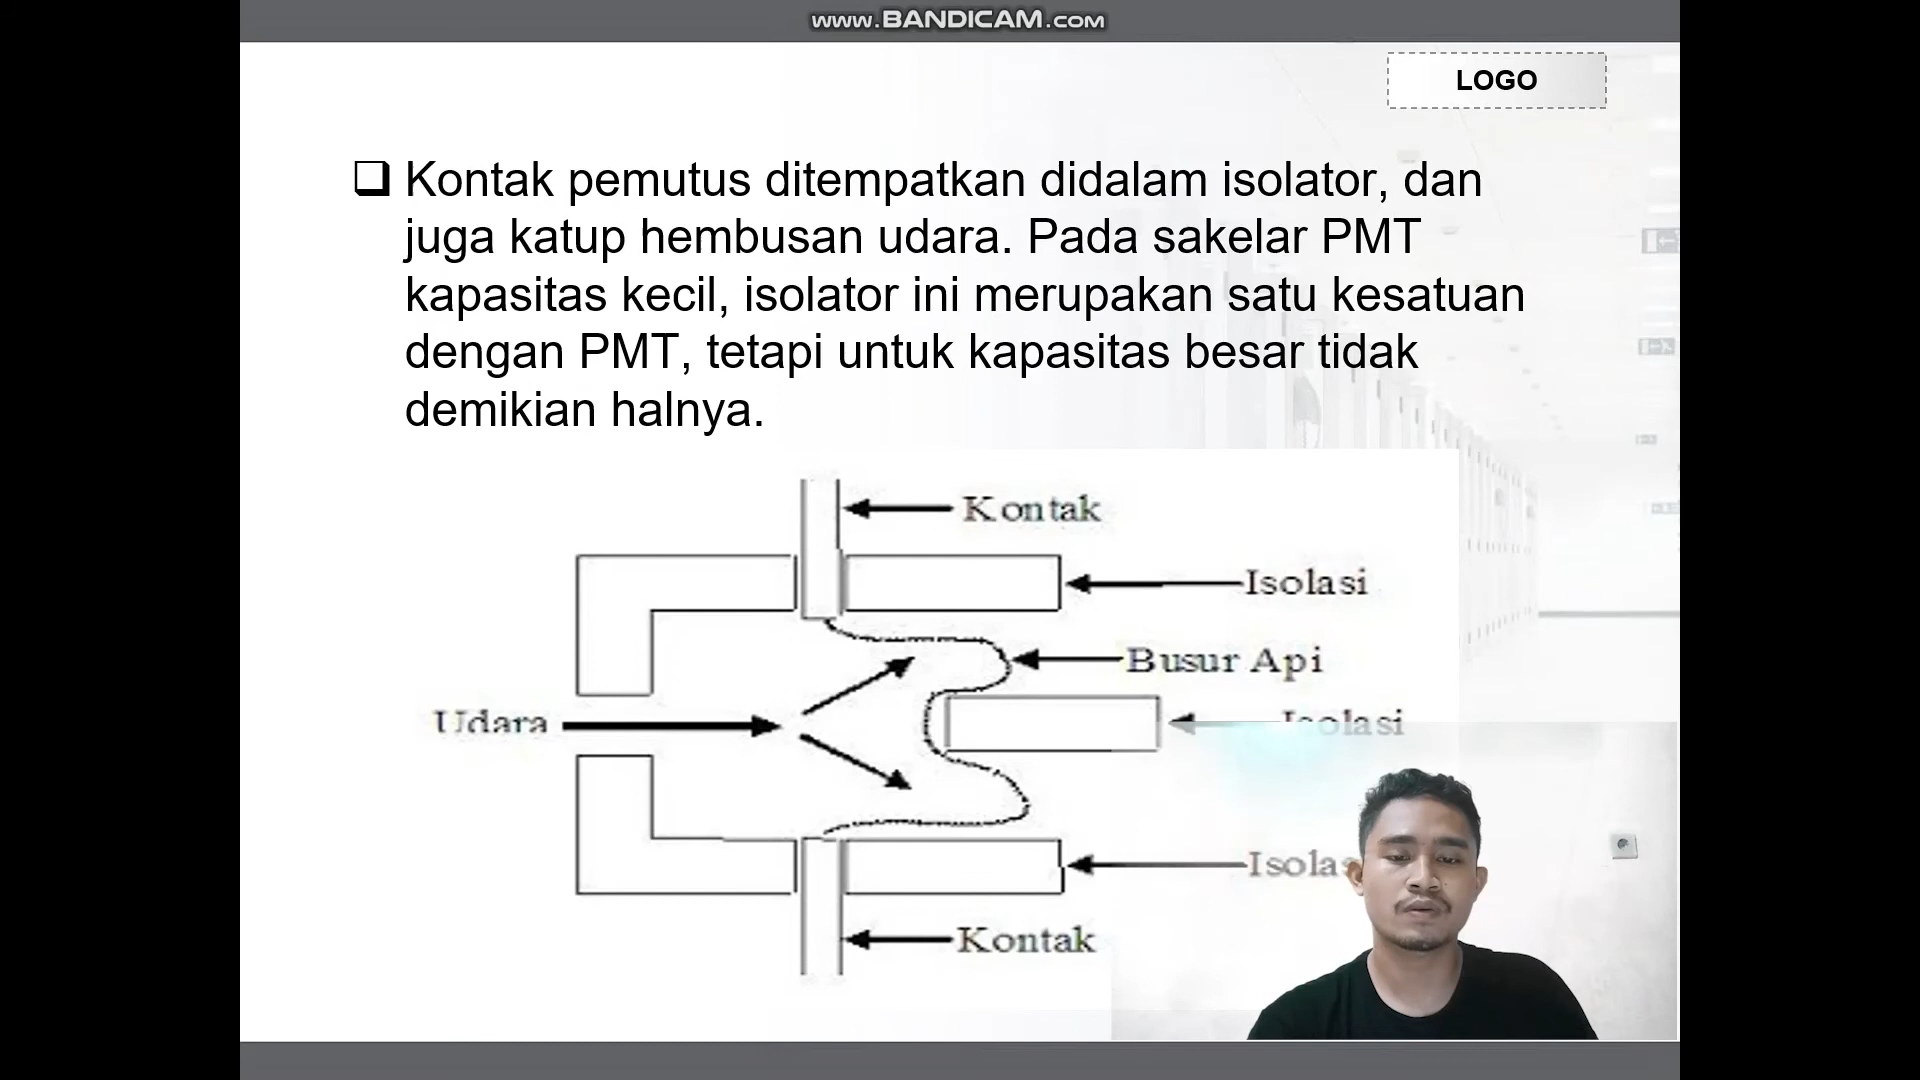 www.BANDICAM.com
LOGO
Kontak pemutus ditempatkan didalam isolator, dan
juga katup hembusan udara. Pada sakelar PMT
kapasitas kecil, isolator ini merupakan satu kesatuan
dengan PMT, tetapi untuk kapasitas besar tidak
demikian halnya.
Kontak
Isolasi
Busur Api
Udara
Isolasi
Isolas
Kontak